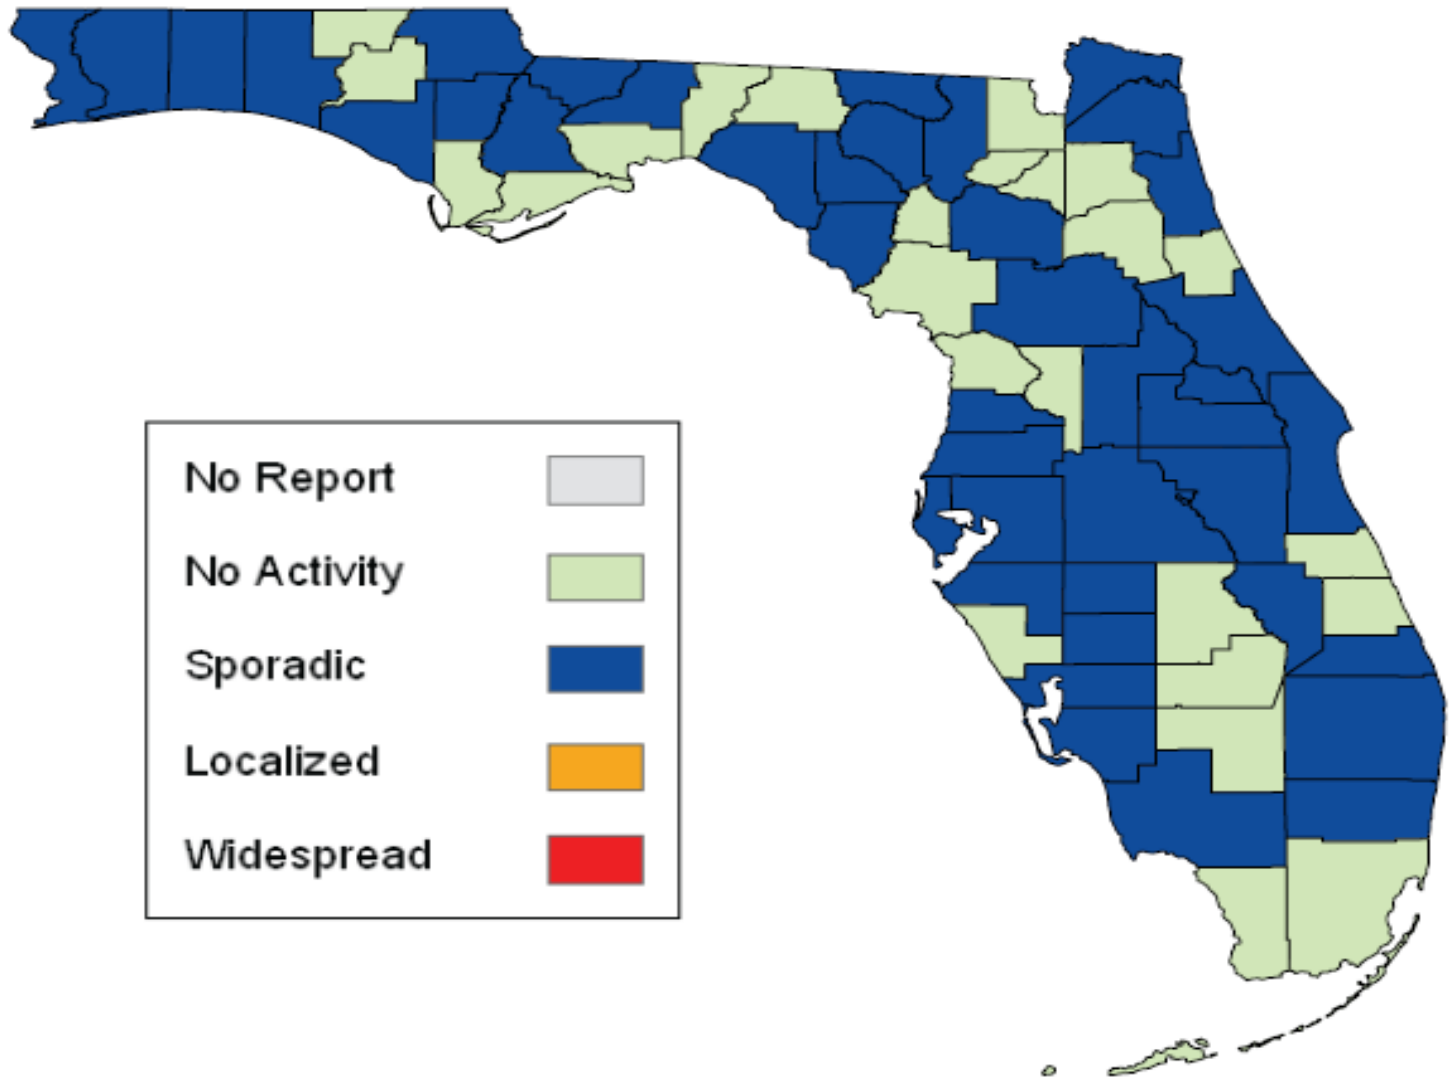 No Report
No Activity
Sporadic
Localized
Widespread